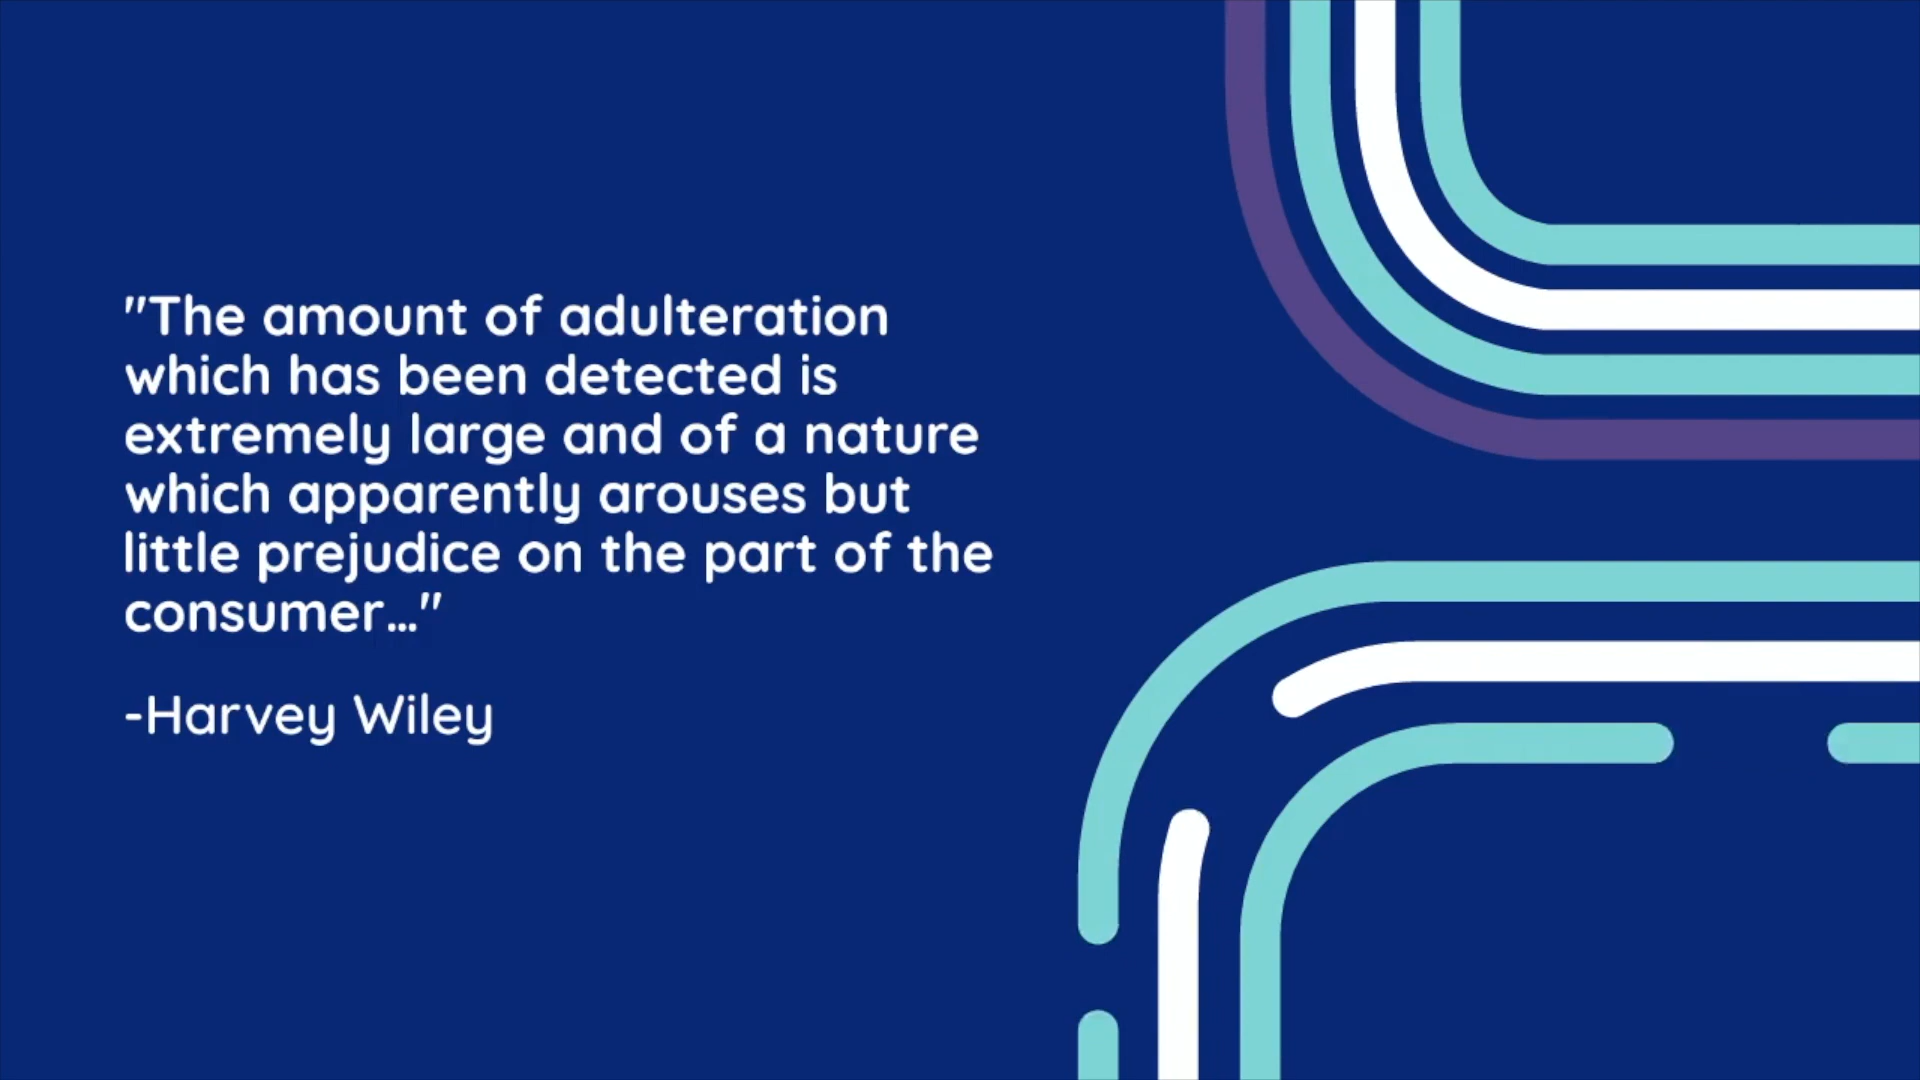 "The amount of adulteration
which has been detected is
extremely large and of a nature
which apparently arouses but
little prejudice on the part of the
consumer..."
-Harvey Wiley